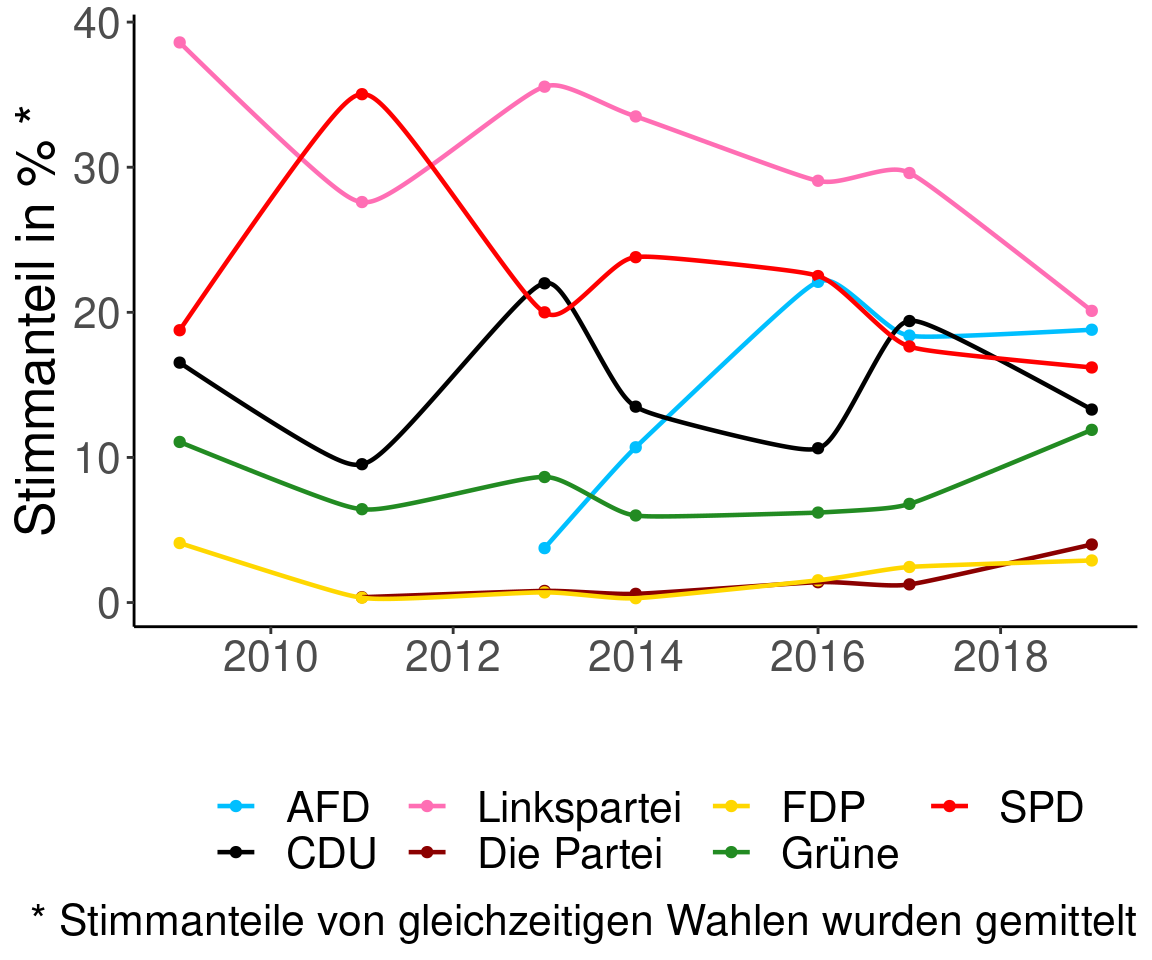 Stimmanteil in % *
40
30
20
10
0
2010 2012 2014 2016 2018
AFD Linkspartei FDP SPD
CDU Die Partei Grüne
* Stimmanteile von gleichzeitigen Wahlen wurden gemittelt